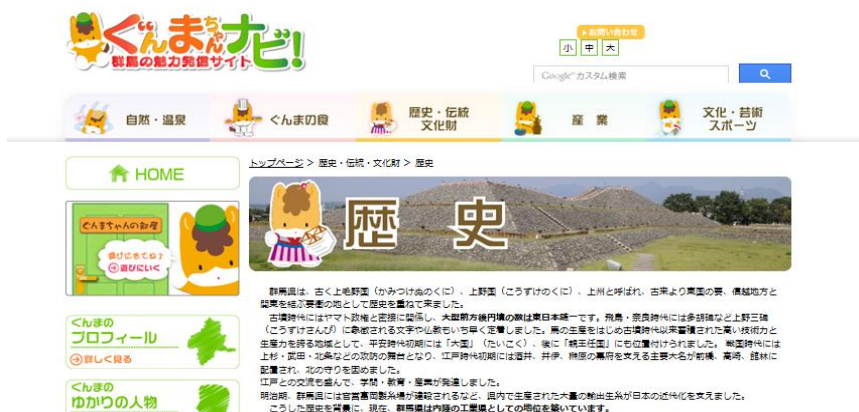 ぐんまちゃんナビ!
群馬の魅力発信サイト
お問い合わせ
小 中 大
Google カスタム検索
自然・温泉
ぐんまの食
歴史・伝統
文化財
産 業
文化・芸術
スポーツ
HOME
トップページ > 歴史・伝統・文化財 > 歴史
歴 史
ぐんまちゃんの部屋
遊びにきてね♪
遊びにいく
ぐんまの
プロフィール
詳しく見る
ぐんまの
ゆかりの人物
群馬県は、古く上毛野国(かみつけぬのくに)、上野国(こうずけのくに)、上州と呼ばれ、古来より東国の要、信越地方と
関東を結ぶ要衝の地として歴史を重ねて来ました。
古墳時代にはヤマト政権と密接に関係し、大型前方後円墳の数は東日本随一です。飛鳥・奈良時代には多胡碑など上野三碑
(こうずけさんぴ)に象徴される文字や仏教もいち早く定着しました。馬の生産をはじめ古墳時代以来蓄積された高い技術力と
生産力を誇る地域として、平安時代初期には「大国」(たいこく)、後に「親王任国」にも位置付けられました。 戦国時代には
上杉・武田・北条などの攻防の舞台となり、江戸時代初期には酒井、井伊、榊原の幕府を支える主要大名が前橋、高崎、館林に
配置され、北の守りを固めました。
江戸との交流も盛んで、学問・教育・産業が発達しました。
明治期、群馬県には官営富岡製糸場が建設されるなど、県内で生産された大量の輸出生糸が日本の近代化を支えました。
こうした歴史を背景に、現在、群馬県は内陸の工業県としての地位を築いています。